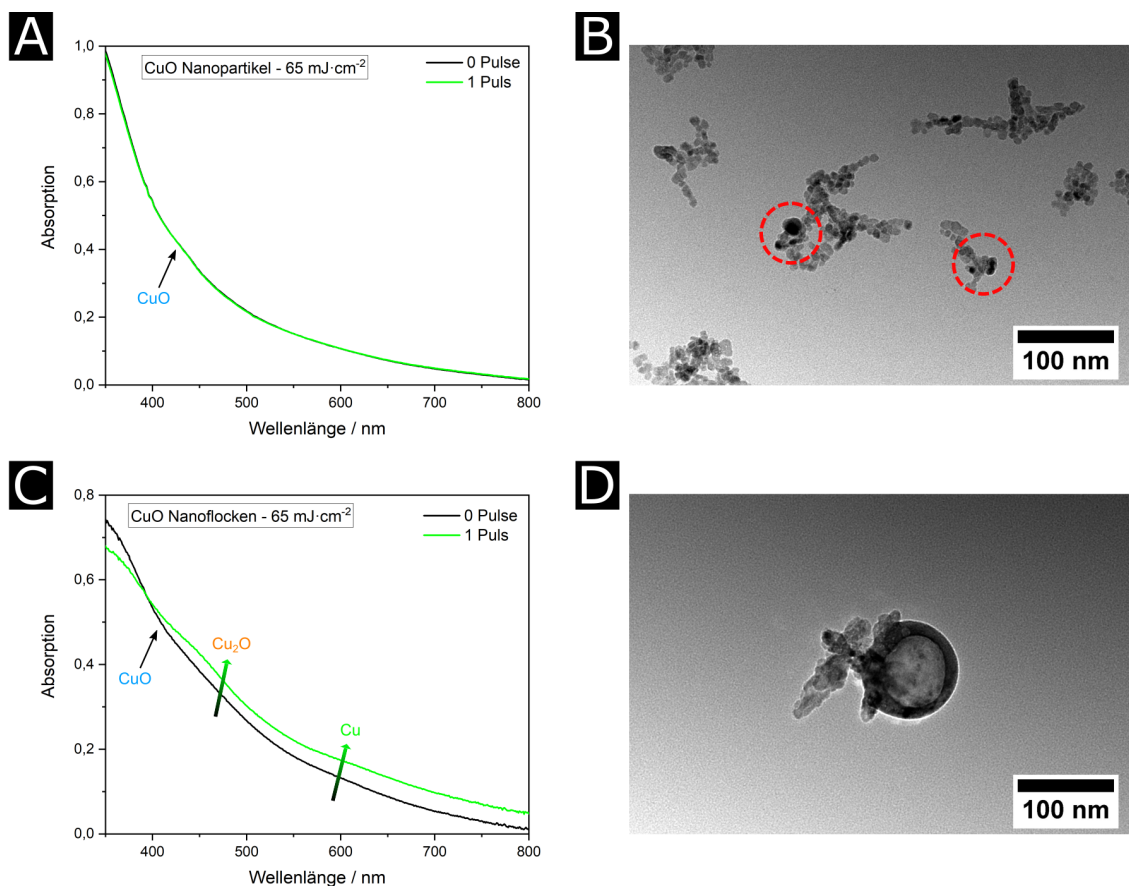 A
CuO Nanopartikel - 65 mJ·cm⁻²
0 Pulse
1 Puls
CuO
Absorption
1,0
0,8
0,6
0,4
0,2
0,0
400
500
600
700
800
Wellenlänge / nm
B
100 nm
C
CuO Nanoflocken - 65 mJ·cm⁻²
0 Pulse
1 Puls
Cu₂O
CuO
Cu
Absorption
0,8
0,6
0,4
0,2
0,0
400
500
600
700
800
Wellenlänge / nm
D
100 nm